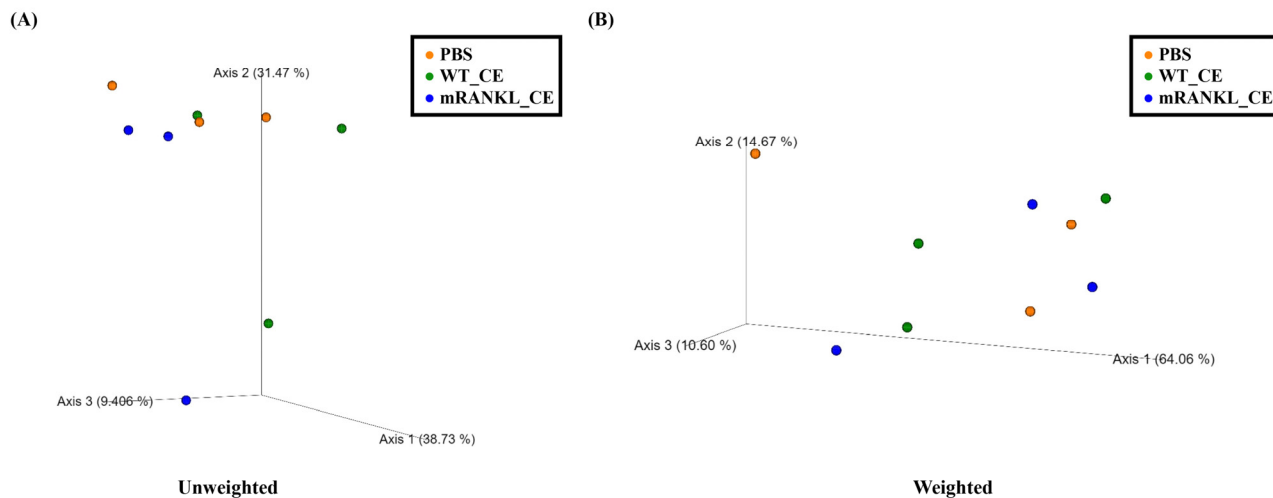 (A)
PBS
WT_CE
mRANKL_CE
Axis 2 (31.47 %)
Axis 3 (9.406 %)
Axis 1 (38.73 %)
Unweighted
(B)
PBS
WT_CE
mRANKL_CE
Axis 2 (14.67 %)
Axis 3 (10.60 %)
Axis 1 (64.06 %)
Weighted